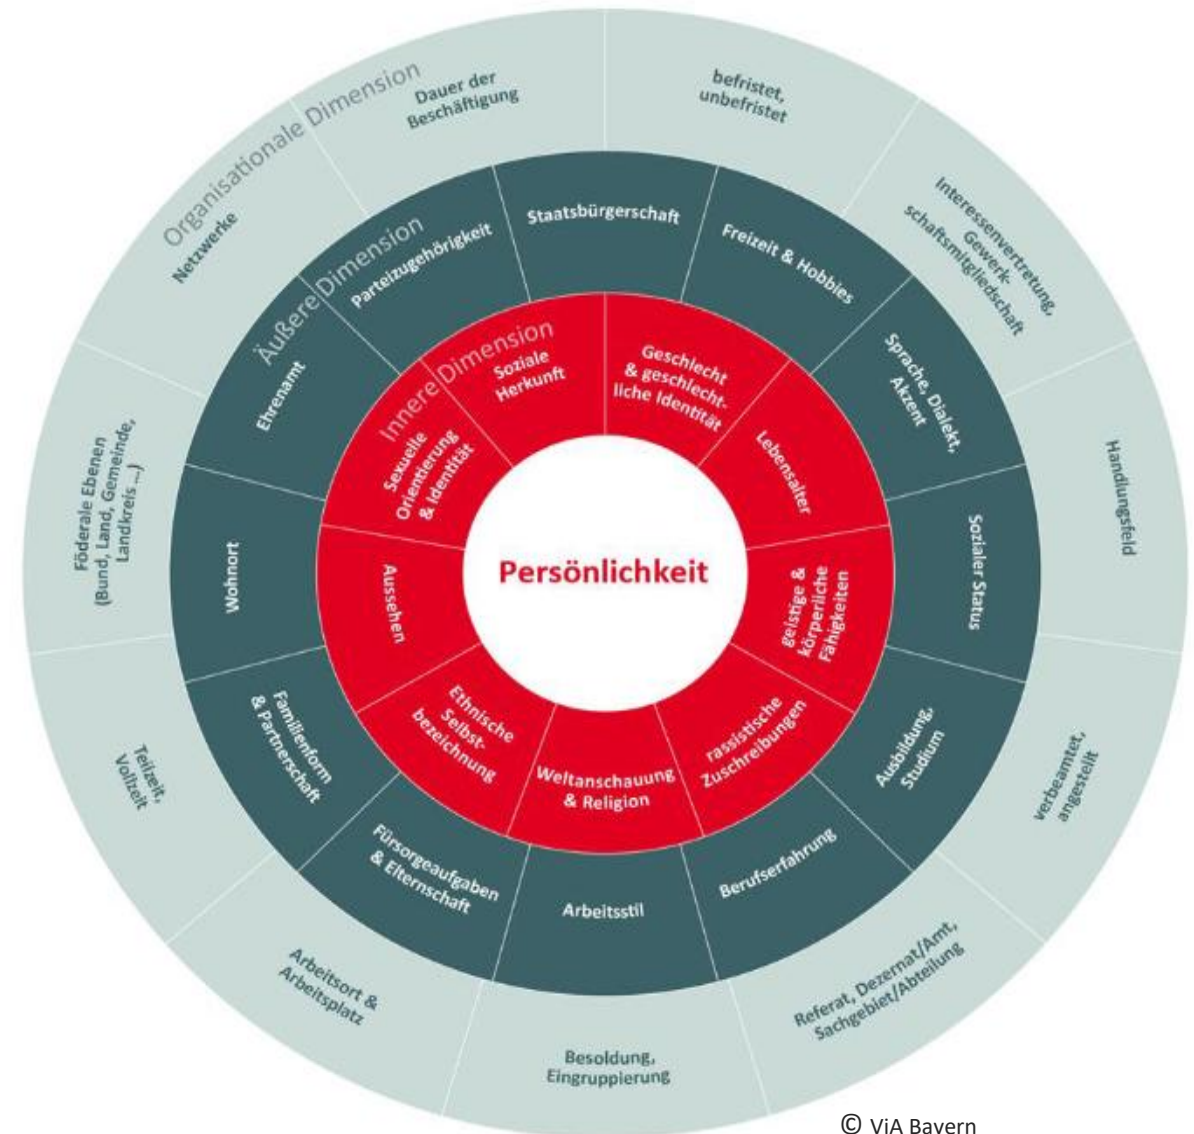 Organisationale Dimension
Dauer der
Beschäftigung
befristet,
unbefristet
Interessenvertretung,
Gewerk-
schaftsmitgliedschaft
Handlungsfeld
verbeamtet,
angestellt
Referat, Dezernat/Amt,
Sachgebiet/Abteilung
Besoldung,
Eingruppierung
Arbeitsort &
Arbeitsplatz
Teilzeit,
Vollzeit
Föderale Ebenen
(Bund, Land, Gemeinde,
Landkreis ...)
Netzwerke
Äußere Dimension
Parteizugehörigkeit
Staatsbürgerschaft
Freizeit & Hobbies
Sprache, Dialekt,
Akzent
Sozialer Status
Ausbildung,
Studium
Berufserfahrung
Arbeitsstil
Fürsorgeaufgaben
& Elternschaft
Familienform
& Partnerschaft
Wohnort
Ehrenamt
Innere Dimension
Soziale
Herkunft
Geschlecht
& geschlecht-
liche Identität
Lebensalter
geistige &
körperliche
Fähigkeiten
rassistische
Zuschreibungen
Weltanschauung
& Religion
Ethnische
Selbst-
bezeichnung
Aussehen
Sexuelle
Orientierung
& Identität
Persönlichkeit
© ViA Bayern